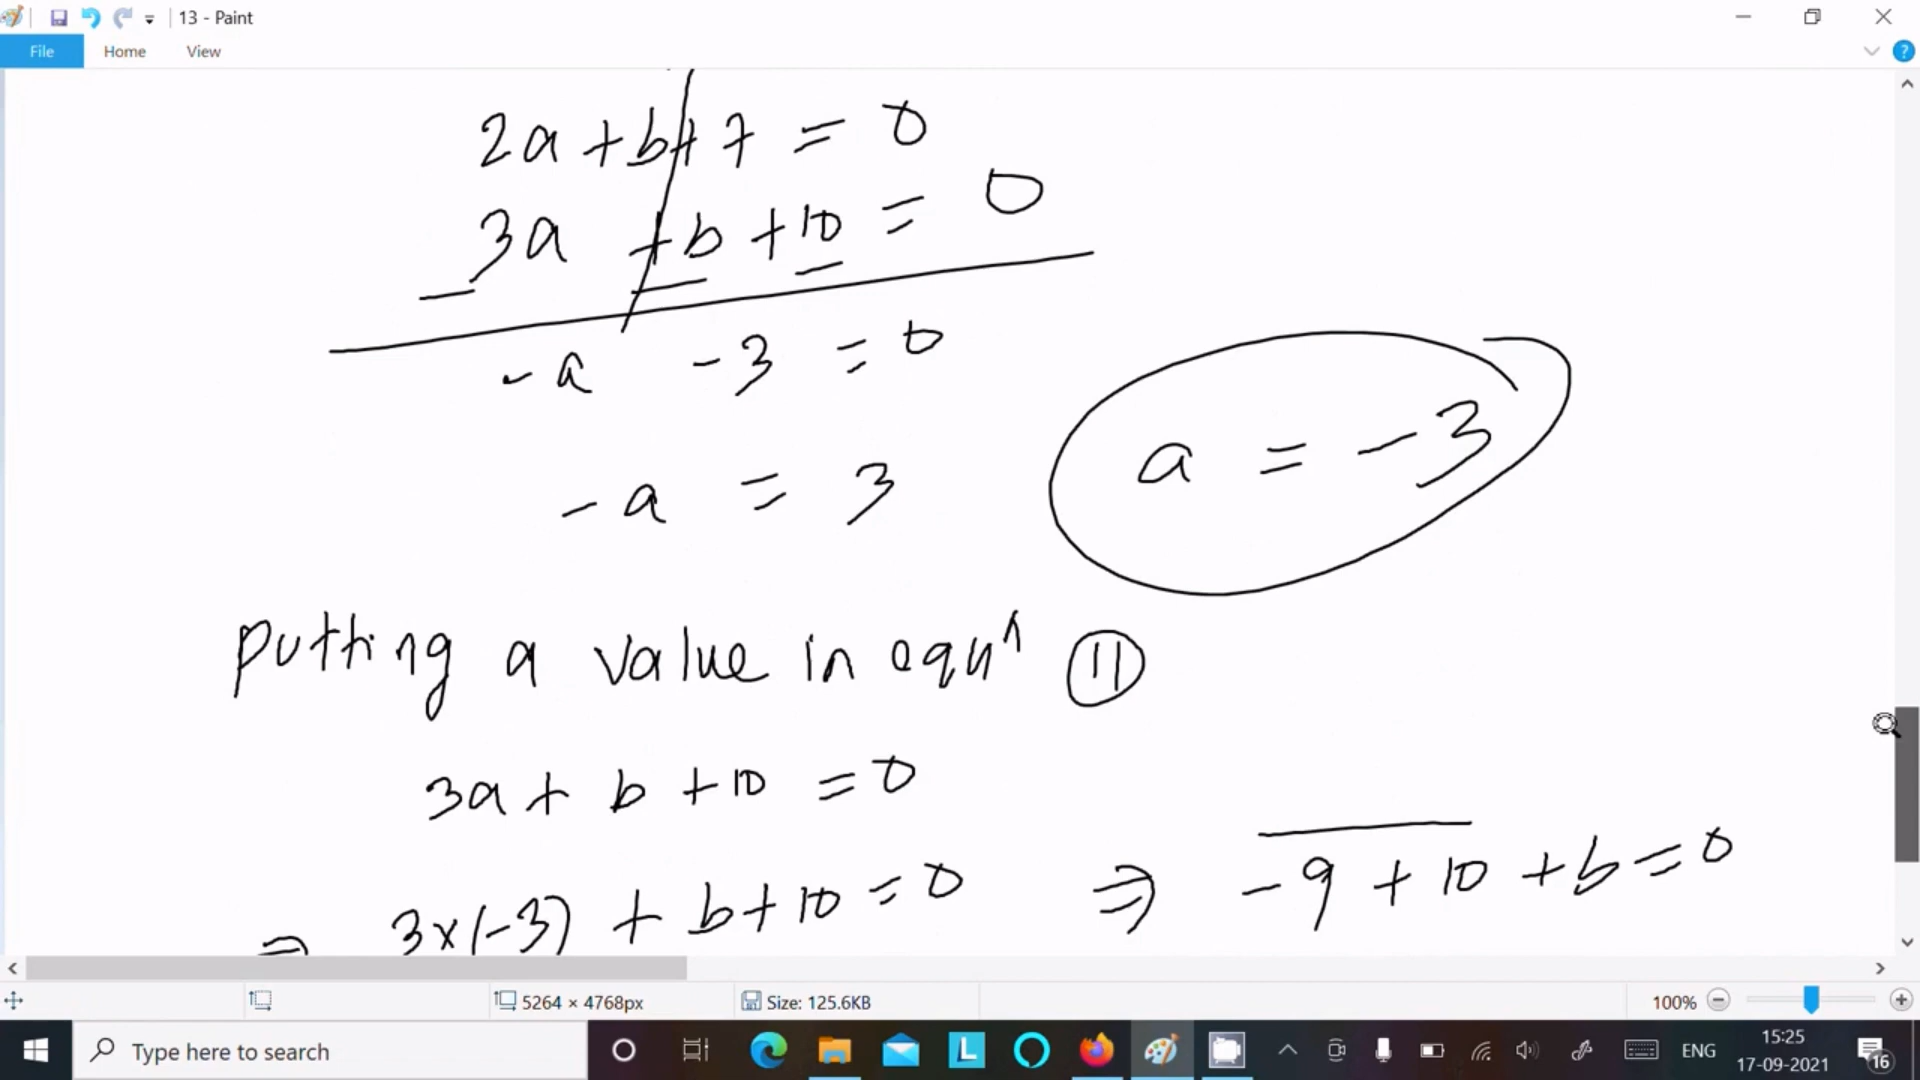 13 - Paint
File Home View
2a + b + 7 = 0
3a + b + 10 = 0
- a - 3 = 0
- a = 3
a = - 3
putting a value in equⁿ 11
3a + b + 10 = 0
⇒ 3 x (-3) + b + 10 = 0 ⇒ - 9 + 10 + b = 0
5264 × 4768px Size: 125.6KB 100%
Type here to search
L
ENG
15:25
17-09-2021
16